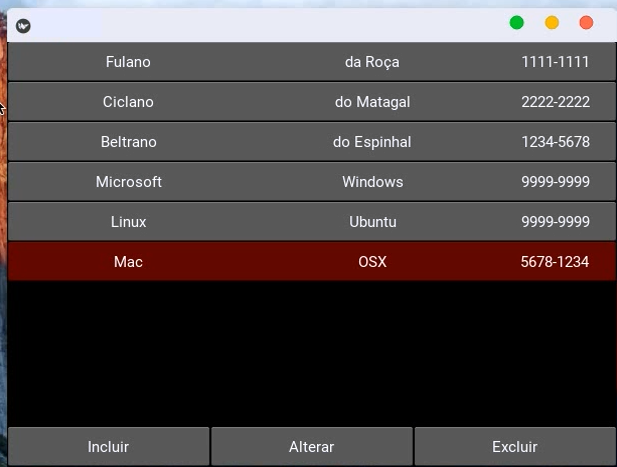 Fulano da Roça 1111-1111
Ciclano do Matagal 2222-2222
Beltrano do Espinhal 1234-5678
Microsoft Windows 9999-9999
Linux Ubuntu 9999-9999
Mac OSX 5678-1234
Incluir Alterar Excluir